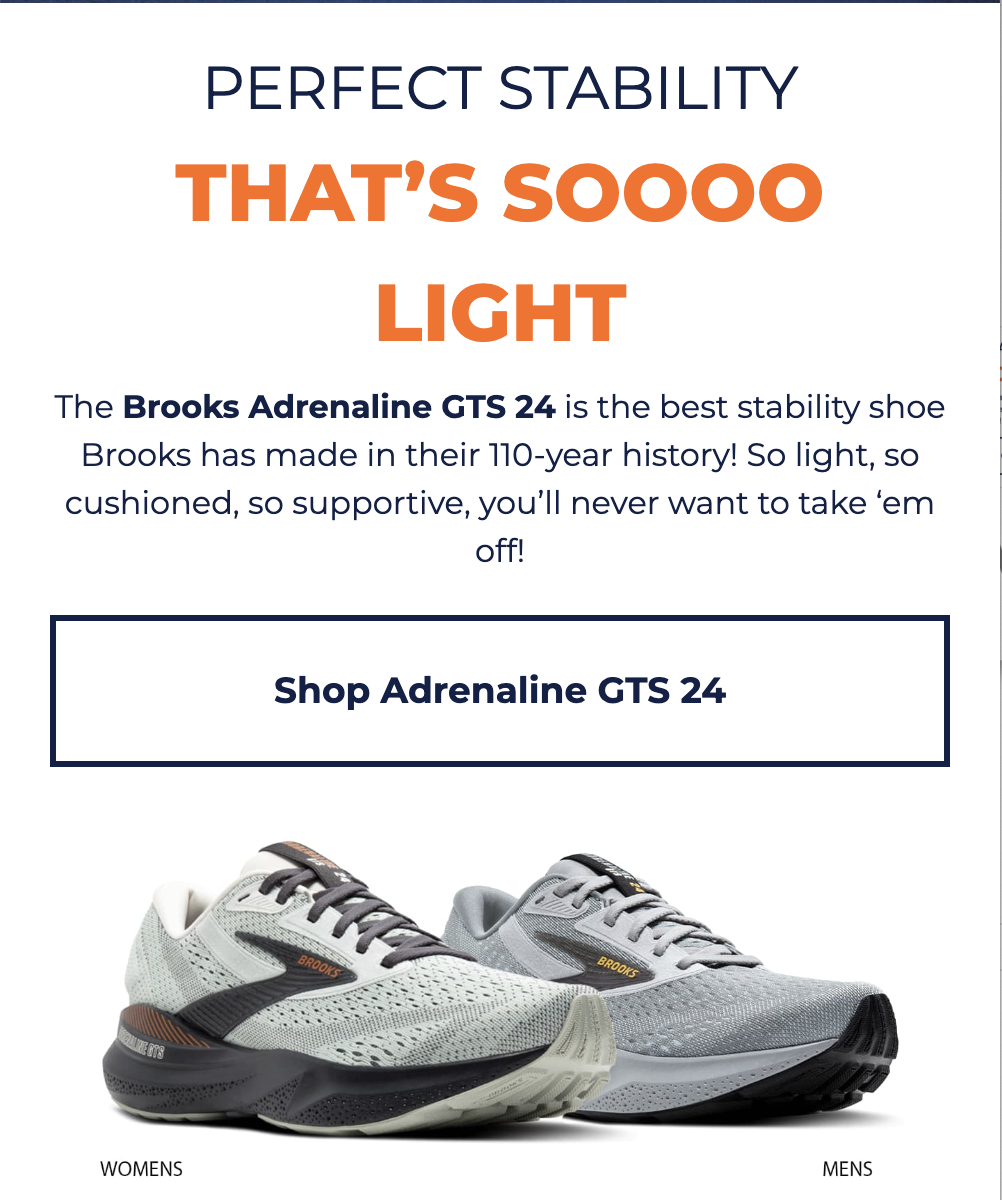 PERFECT STABILITY
THAT’S SOOOO
LIGHT
The Brooks Adrenaline GTS 24 is the best stability shoe
Brooks has made in their 110-year history! So light, so
cushioned, so supportive, you’ll never want to take ‘em
off!
Shop Adrenaline GTS 24
BROOKS
BROOKS
WOMENS
MENS